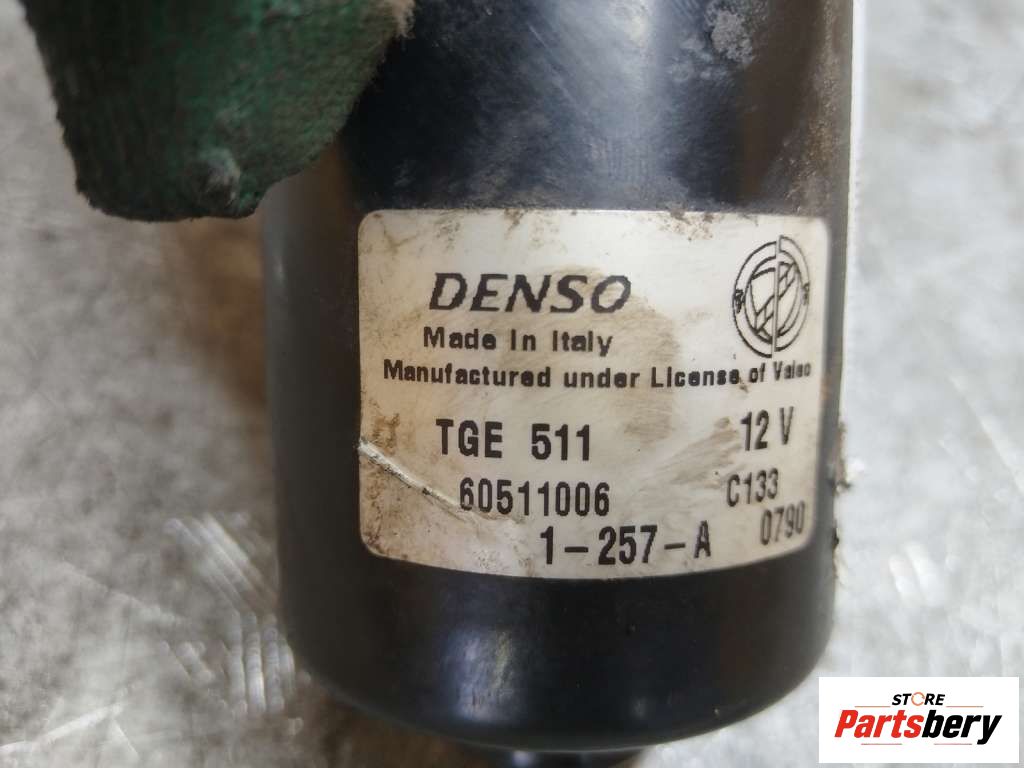 DENSO
Made In Italy
Manufactured under License of Valeo
TGE 511 12 V
60511006 C133
1-257-A 0790
STORE
Partsbery